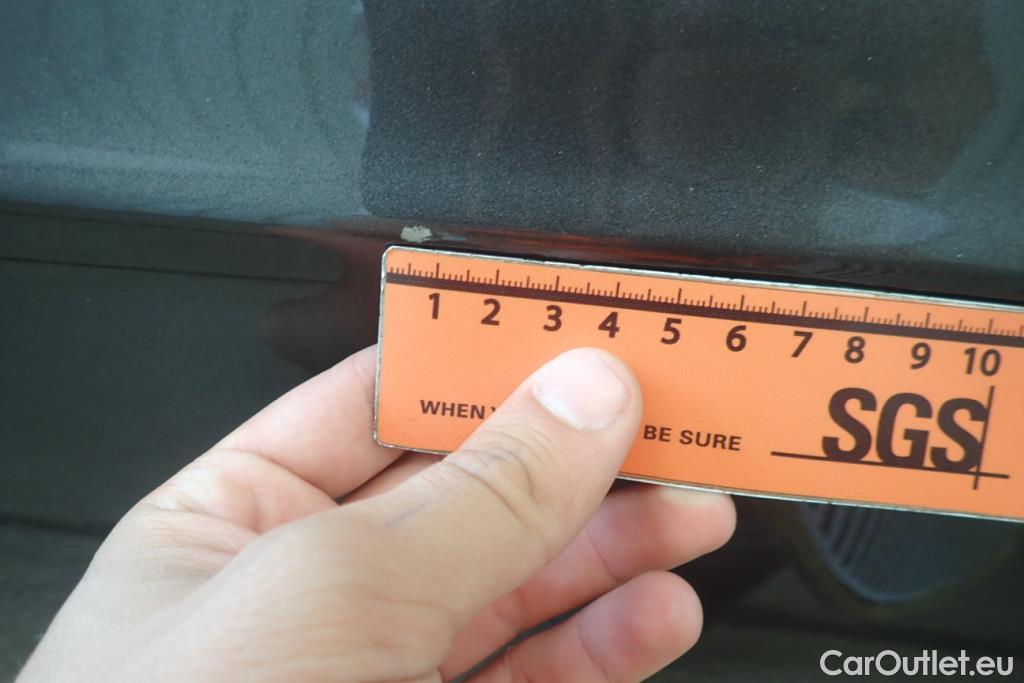 1 2 3 4 5 6 7 8 9 10
WHEN BE SURE
SGS
CarOutlet.eu